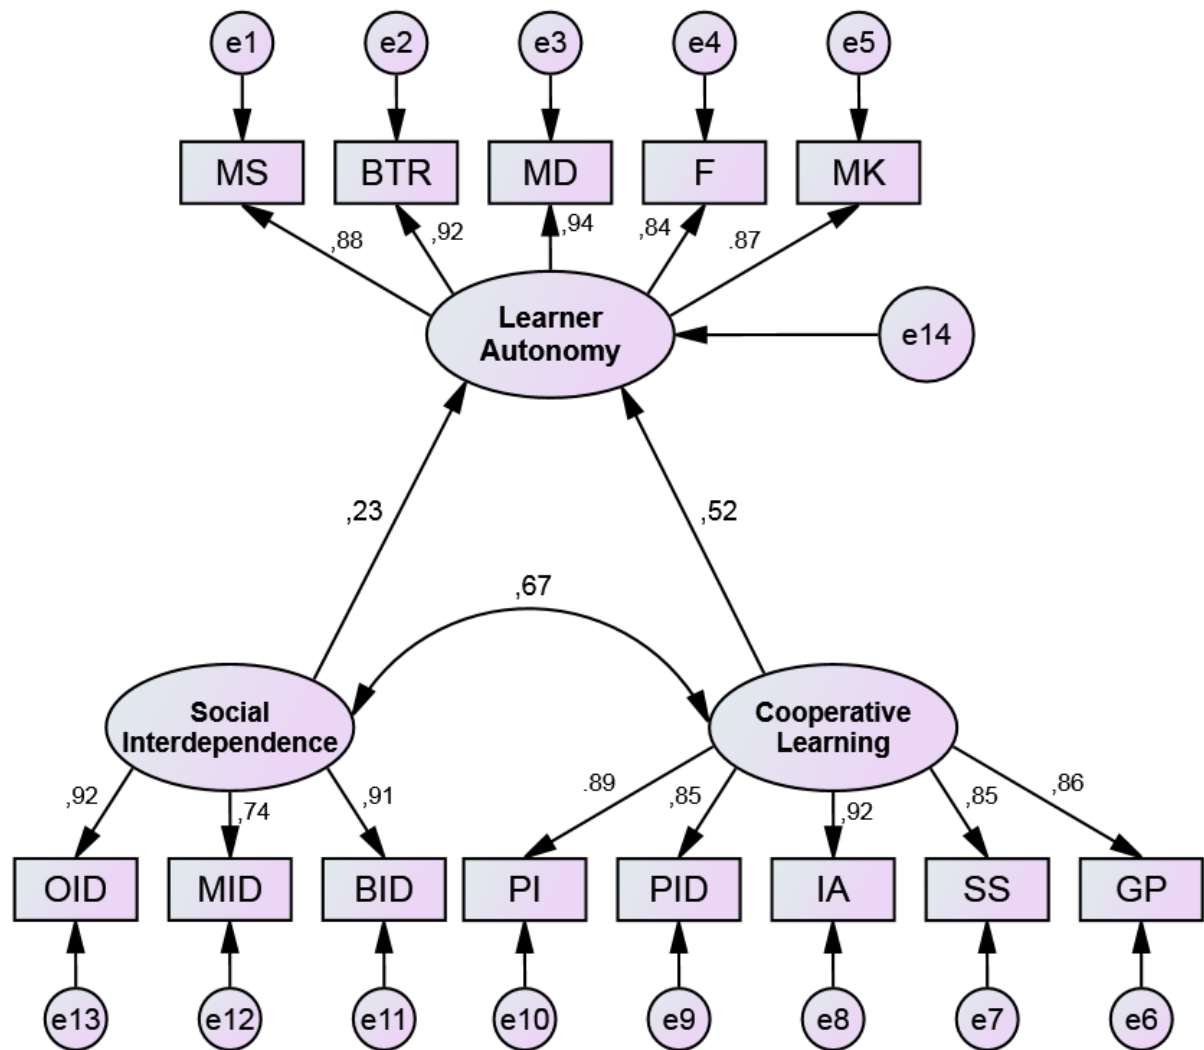 e1 e2 e3 e4 e5
MS BTR MD F MK
,88 ,92 ,94 ,84 .87
Learner
Autonomy
e14
,23 ,52
,67
Social
Interdependence
Cooperative
Learning
,92 ,74 ,91 .89 ,85 ,92 ,85 ,86
OID MID BID PI PID IA SS GP
e13 e12 e11 e10 e9 e8 e7 e6